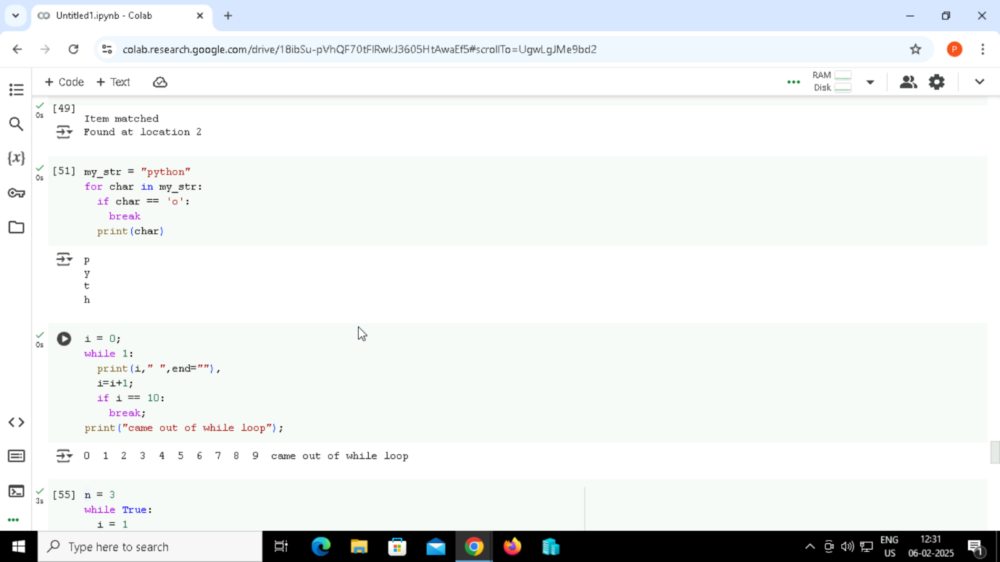 Untitled1.ipynb - Colab
colab.research.google.com/drive/18ibSu-pVhQF70tFlRwkJ3605HtAwaEf5#scrollTo=UgwLgJMe9bd2
P
+ Code + Text
RAM
Disk
{x}
0s
[49]
Item matched
Found at location 2
0s
[51] my_str = "python"
for char in my_str:
  if char == 'o':
    break
  print(char)
p
y
t
h
0s
i = 0;
while 1:
  print(i," ",end=""),
  i=i+1;
  if i == 10:
    break;
print("came out of while loop");
0 1 2 3 4 5 6 7 8 9 came out of while loop
3s
[55] n = 3
while True:
  i = 1
Type here to search
ENG
US
12:31
06-02-2025
1